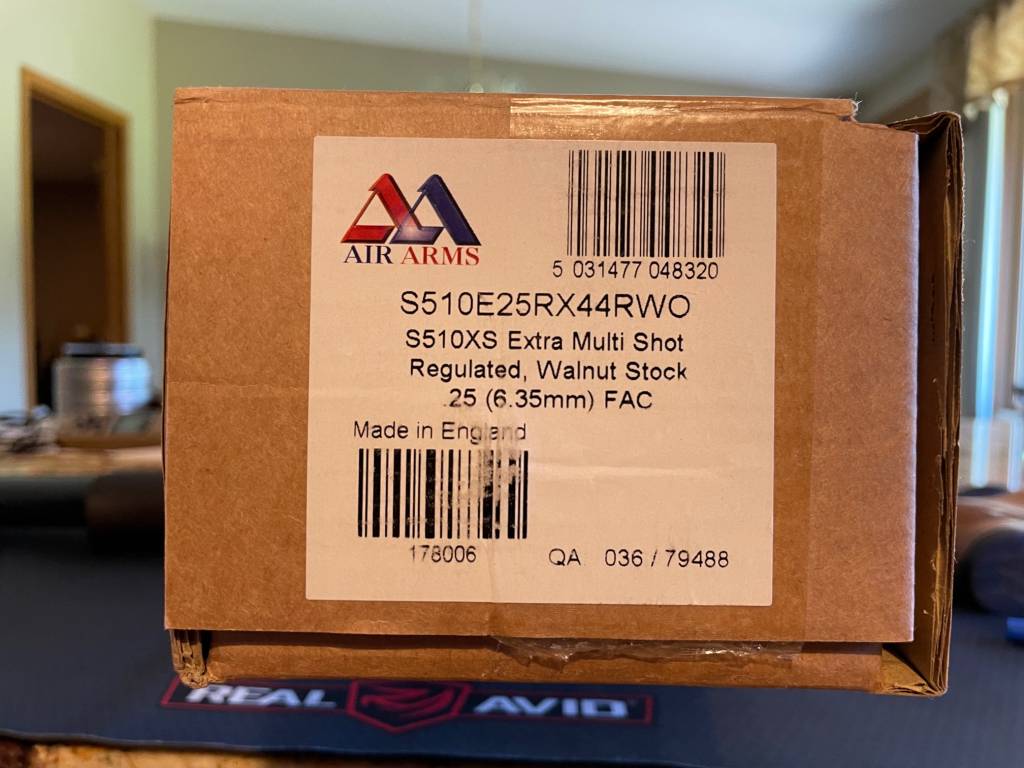 AIR ARMS
5 031477 048320
S510E25RX44RWO
S510XS Extra Multi Shot
Regulated, Walnut Stock
.25 (6.35mm) FAC
Made in England
178006
QA 036 / 79488
REAL AVID